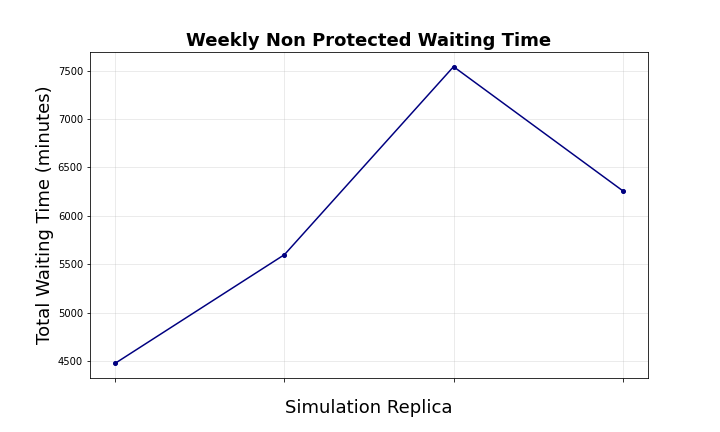 Weekly Non Protected Waiting Time
Total Waiting Time (minutes)
7500
7000
6500
6000
5500
5000
4500
Simulation Replica